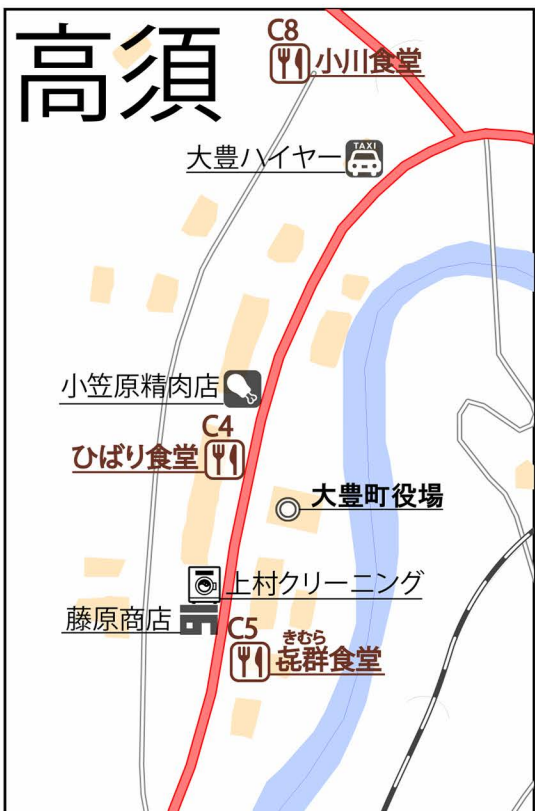 高須
C8
小川食堂
TAXI
大豊ハイヤー
小笠原精肉店
C4
ひばり食堂
大豊町役場
上村クリーニング
藤原商店
C5
きむら
㐂群食堂